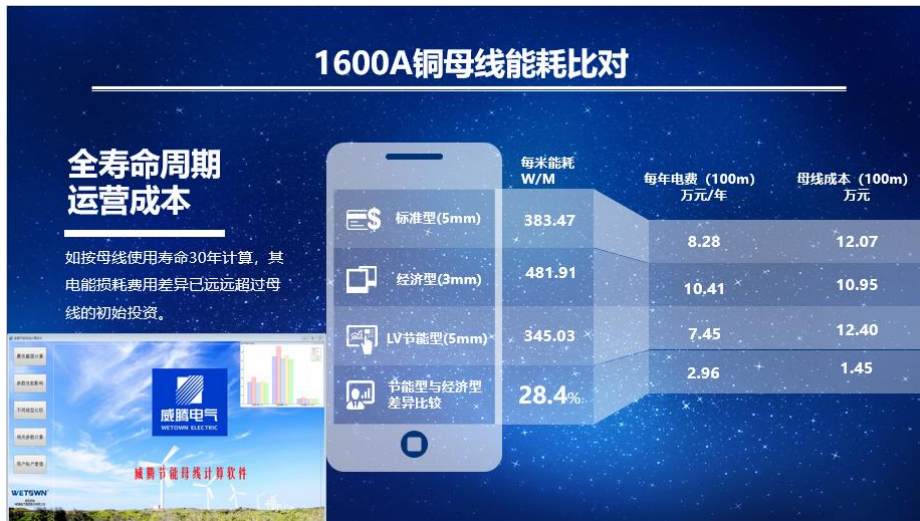 1600A铜母线能耗比对
全寿命周期
运营成本
如按母线使用寿命30年计算，其
电能损耗费用差异已远远超过母
线的初始投资。
每米能耗
W/M
每年电费（100m）
万元/年
母线成本（100m）
万元
标准型(5mm)
383.47
8.28
12.07
经济型(3mm)
481.91
10.41
10.95
LV节能型(5mm)
345.03
7.45
12.40
节能型与经济型
差异比较
28.4%
2.96
1.45
威腾电气
WETOWN ELECTRIC
威腾节能母线计算软件
WETOWN